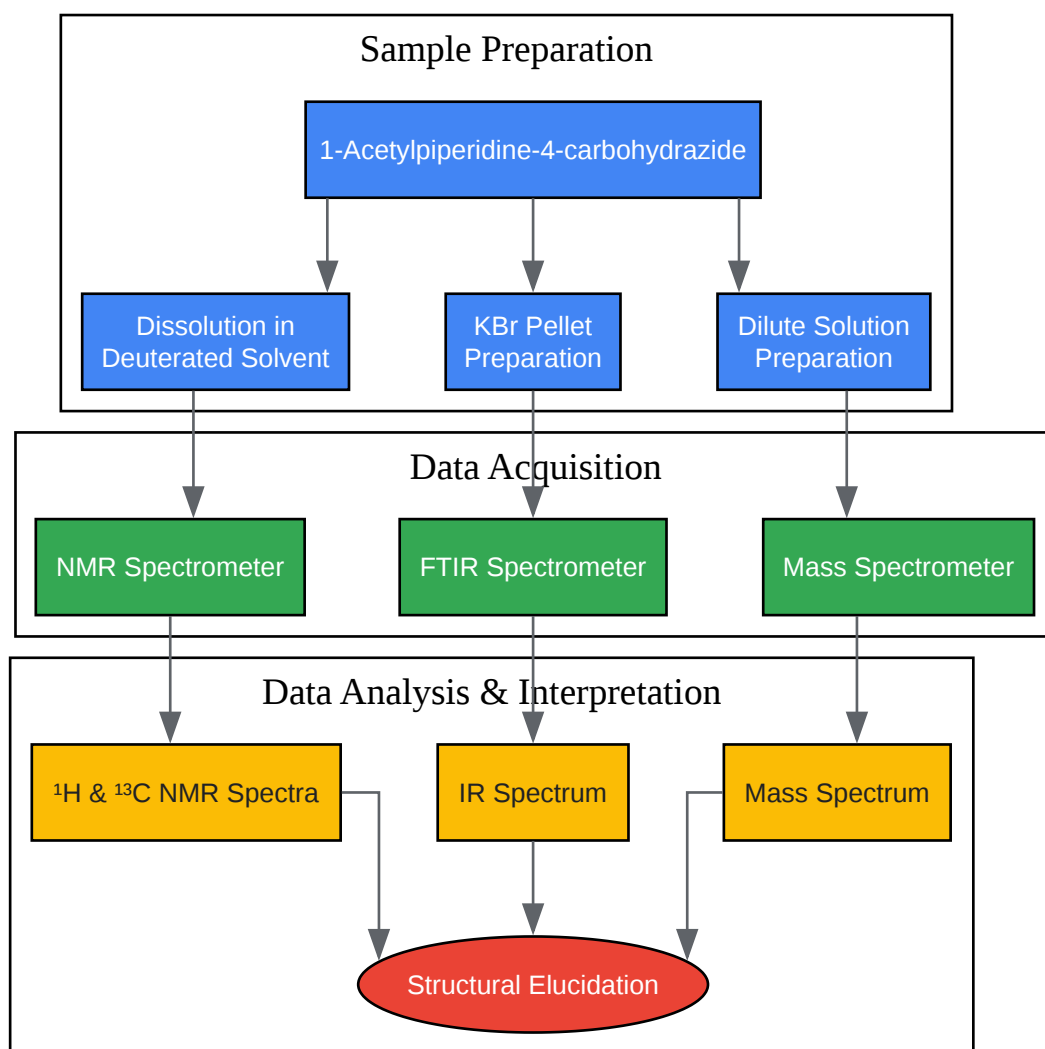 Sample Preparation
1-Acetylpiperidine-4-carbohydrazide
Dissolution in
Deuterated Solvent
KBr Pellet
Preparation
Dilute Solution
Preparation
Data Acquisition
NMR Spectrometer
FTIR Spectrometer
Mass Spectrometer
Data Analysis & Interpretation
¹H & ¹³C NMR Spectra
IR Spectrum
Mass Spectrum
Structural Elucidation